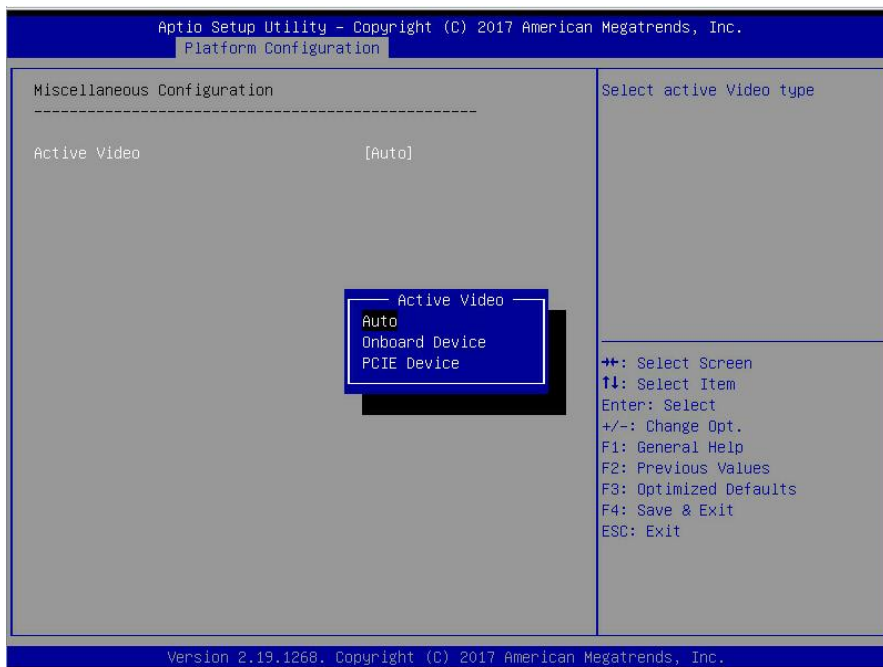 Aptio Setup Utility – Copyright (C) 2017 American Megatrends, Inc.
Platform Configuration
Miscellaneous Configuration
--------------------------------------------------
Active Video [Auto]
Select active Video type
Active Video
Auto
Onboard Device
PCIE Device
→←: Select Screen
↑↓: Select Item
Enter: Select
+/-: Change Opt.
F1: General Help
F2: Previous Values
F3: Optimized Defaults
F4: Save & Exit
ESC: Exit
Version 2.19.1268. Copyright (C) 2017 American Megatrends, Inc.